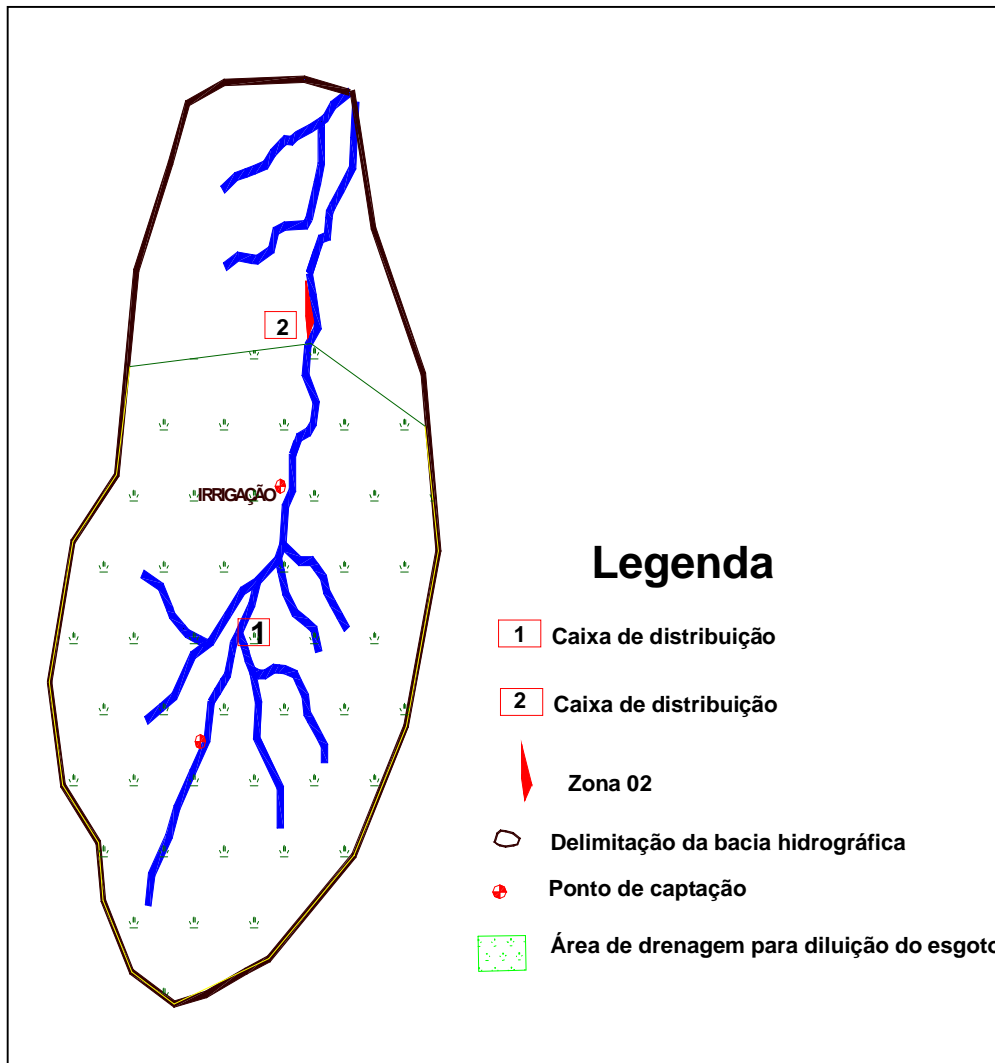 2
IRRIGAÇÃO
1
Legenda
1 Caixa de distribuição
2 Caixa de distribuição
Zona 02
Delimitação da bacia hidrográfica
Ponto de captação
Área de drenagem para diluição do esgoto